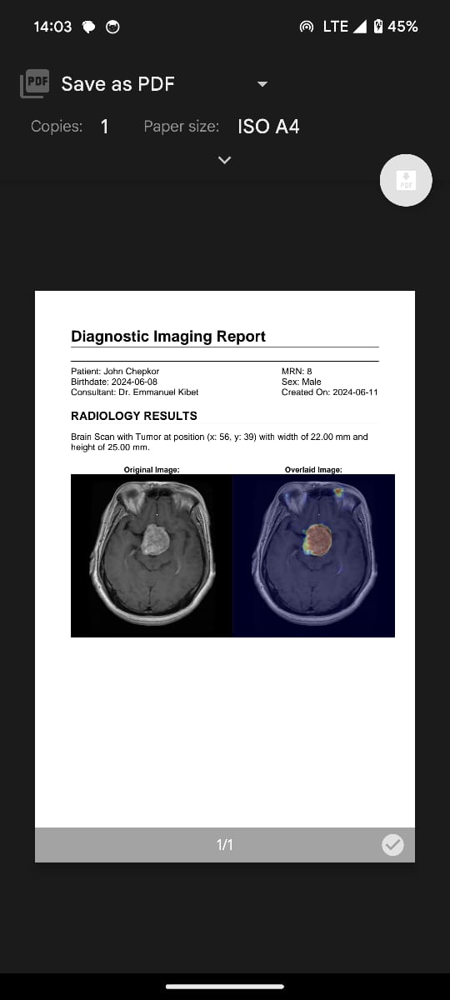 14:03 LTE 45%
PDF Save as PDF
Copies: 1 Paper size: ISO A4
PDF
Diagnostic Imaging Report
Patient: John Chepkor MRN: 8
Birthdate: 2024-06-08 Sex: Male
Consultant: Dr. Emmanuel Kibet Created On: 2024-06-11
RADIOLOGY RESULTS
Brain Scan with Tumor at position (x: 56, y: 39) with width of 22.00 mm and
height of 25.00 mm.
Original Image: Overlaid Image:
1/1